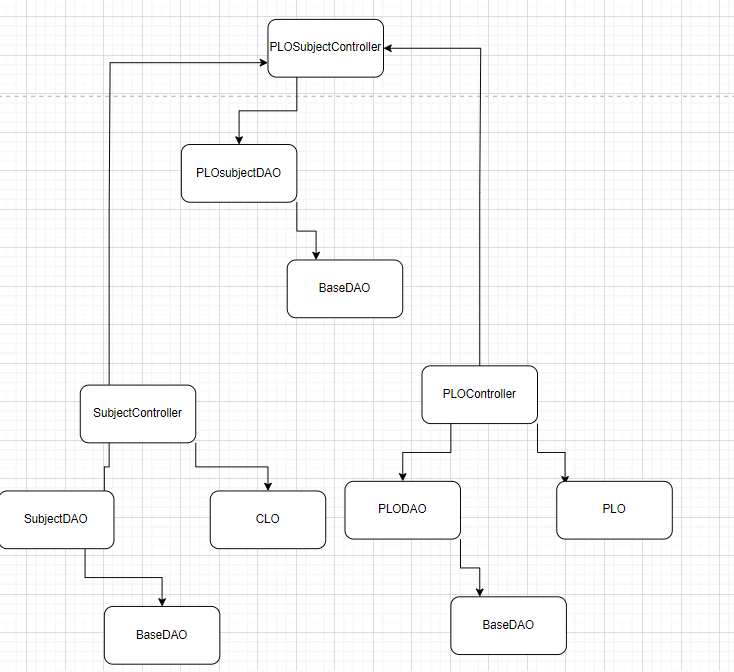 PLOSubjectController
PLOsubjectDAO
BaseDAO
PLOController
SubjectController
PLODAO
PLO
SubjectDAO
CLO
BaseDAO
BaseDAO